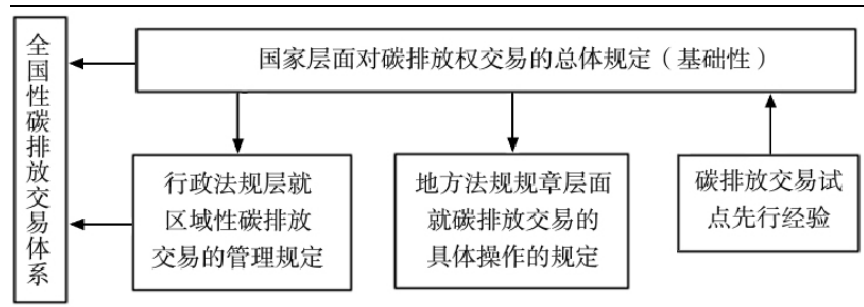 全国性碳排放交易体系
国家层面对碳排放权交易的总体规定（基础性）
行政法规层就
区域性碳排放
交易的管理规定
地方法规规章层面
就碳排放交易的
具体操作的规定
碳排放交易试
点先行经验